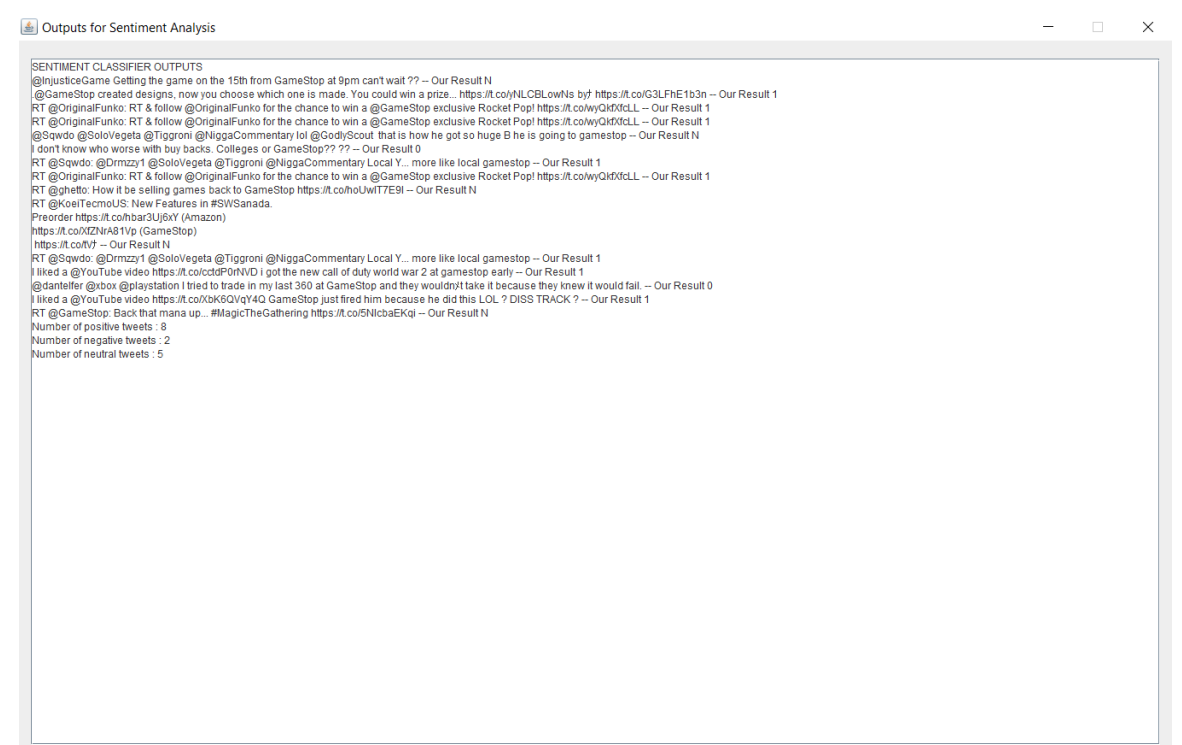 Outputs for Sentiment Analysis
SENTIMENT CLASSIFIER OUTPUTS
@InjusticeGame Getting the game on the 15th from GameStop at 9pm can't wait ?? -- Our Result N
.@GameStop created designs, now you choose which one is made. You could win a prize... https://t.co/yNLCBLowNs by† https://t.co/G3LFhE1b3n -- Our Result 1
RT @OriginalFunko: RT & follow @OriginalFunko for the chance to win a @GameStop exclusive Rocket Pop! https://t.co/wyQkfXfcLL -- Our Result 1
RT @OriginalFunko: RT & follow @OriginalFunko for the chance to win a @GameStop exclusive Rocket Pop! https://t.co/wyQkfXfcLL -- Our Result 1
@Sqwdo @SoloVegeta @Tiggroni @NiggaCommentary lol @GodlyScout that is how he got so huge B he is going to gamestop -- Our Result N
I don't know who worse with buy backs. Colleges or GameStop?? ?? -- Our Result 0
RT @Sqwdo: @Drmzzy1 @SoloVegeta @Tiggroni @NiggaCommentary Local Y... more like local gamestop -- Our Result 1
RT @OriginalFunko: RT & follow @OriginalFunko for the chance to win a @GameStop exclusive Rocket Pop! https://t.co/wyQkfXfcLL -- Our Result 1
RT @ghetto: How it be selling games back to GameStop https://t.co/hoUwIT7E9I -- Our Result N
RT @KoeiTecmoUS: New Features in #SWSanada.
Preorder https://t.co/hbar3Uj6xY (Amazon)
https://t.co/XfZNrA81Vp (GameStop)
-- Our Result N
RT @Sqwdo: @Drmzzy1 @SoloVegeta @Tiggroni @NiggaCommentary Local Y... more like local gamestop -- Our Result 1
I liked a @YouTube video https://t.co/cctdP0rNVD i got the new call of duty world war 2 at gamestop early -- Our Result 1
@dantelfer @xbox @playstation I tried to trade in my last 360 at GameStop and they take it because they knew it would fail. -- Our Result 0
I liked a @YouTube video https://t.co/XbK6QVqY4Q GameStop just fired him because he did this LOL ? DISS TRACK ? -- Our Result 1
RT @GameStop: Back that mana up... #MagicTheGathering https://t.co/5NIcbaEKqi -- Our Result N
Number of positive tweets : 8
Number of negative tweets : 2
Number of neutral tweets : 5